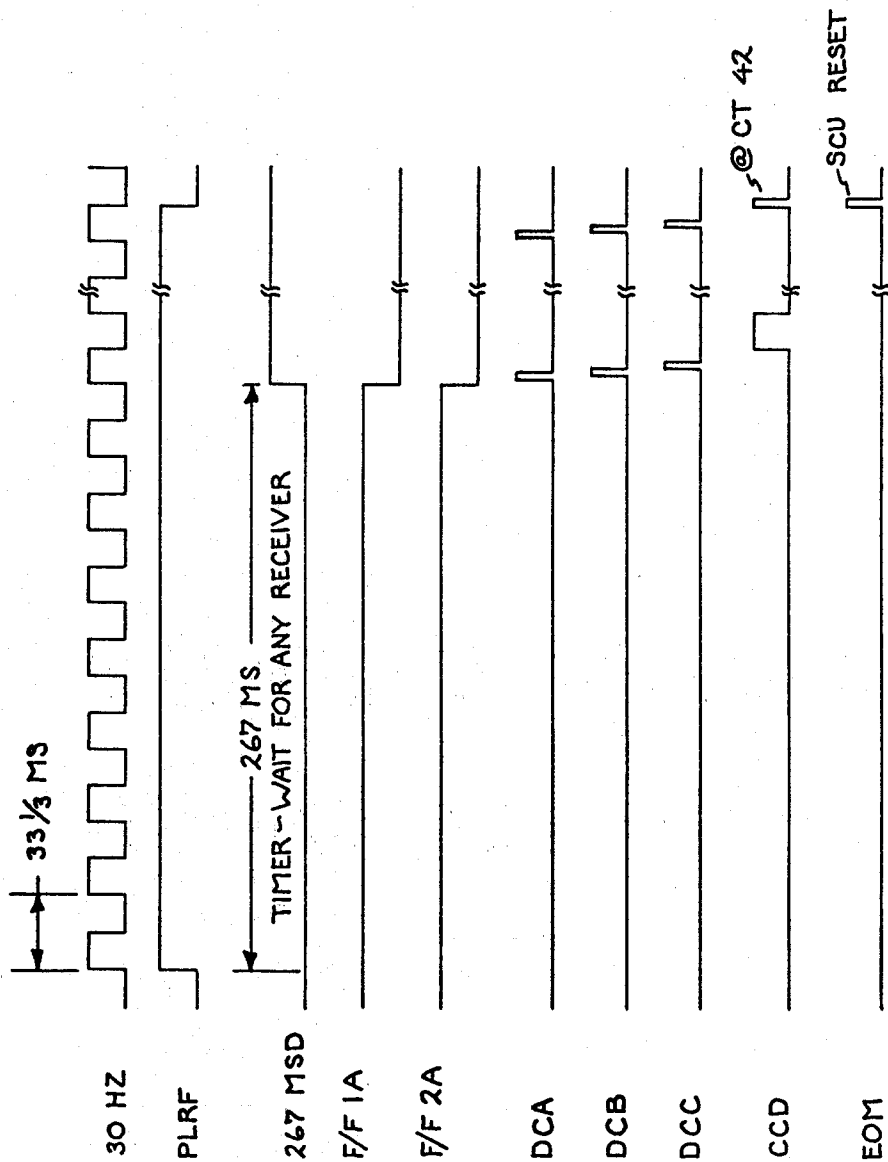 33 1/3 MS
30 HZ
PLRF
267 MS
TIMER-WAIT FOR ANY RECEIVER
267 MSD
F/F 1A
F/F 2A
DCA
DCB
DCC
@ CT 42
CCD
SCU RESET
EOM